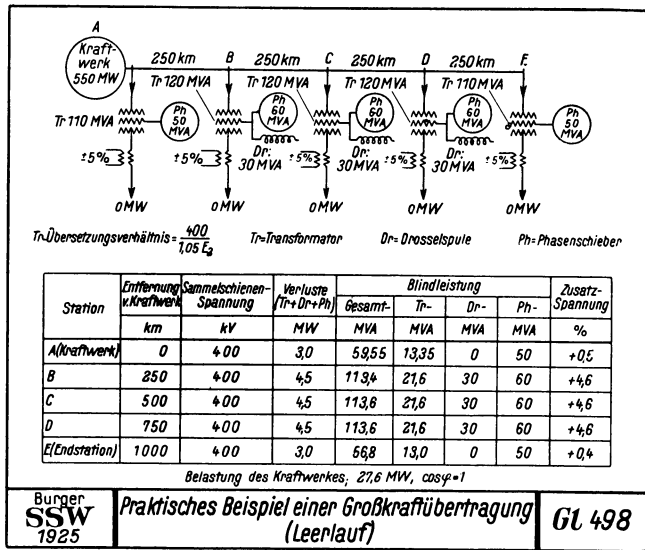 A
Kraft-
werk
550 MW
250 km B 250 km C 250 km D 250 km E
Tr 120 MVA Tr 120 MVA Tr 120 MVA Tr 110 MVA
Tr 110 MVA
Ph
50
MVA
Ph
60
MVA
Ph
60
MVA
Ph
60
MVA
Ph
50
MVA
Dr:
30 MVA
Dr:
30 MVA
Dr:
30 MVA
±5% ±5% ±5% ±5% ±5%
0 MW 0 MW 0 MW 0 MW 0 MW
Tr-Übersetzungsverhältnis = 400 / 1,05 E₂ Tr=Transformator Dr=Drosselspule Ph=Phasenschieber
Station Entfernung v. Kraftwerk Sammelschienen-Spannung Verluste (Tr+Dr+Ph) Blindleistung Zusatz-Spannung
Gesamt- Tr- Dr- Ph-
km kV MW MVA MVA MVA MVA %
A(Kraftwerk) 0 400 3,0 59,55 13,35 0 50 +0,5
B 250 400 4,5 113,4 21,6 30 60 +4,6
C 500 400 4,5 113,6 21,6 30 60 +4,6
D 750 400 4,5 113,6 21,6 30 60 +4,6
E(Endstation) 1000 400 3,0 56,8 13,0 0 50 +0,4
Belastung des Kraftwerkes; 27,6 MW, cosφ=1
Burger
SSW
1925
Praktisches Beispiel einer Großkraftübertragung
(Leerlauf)
Gl 498